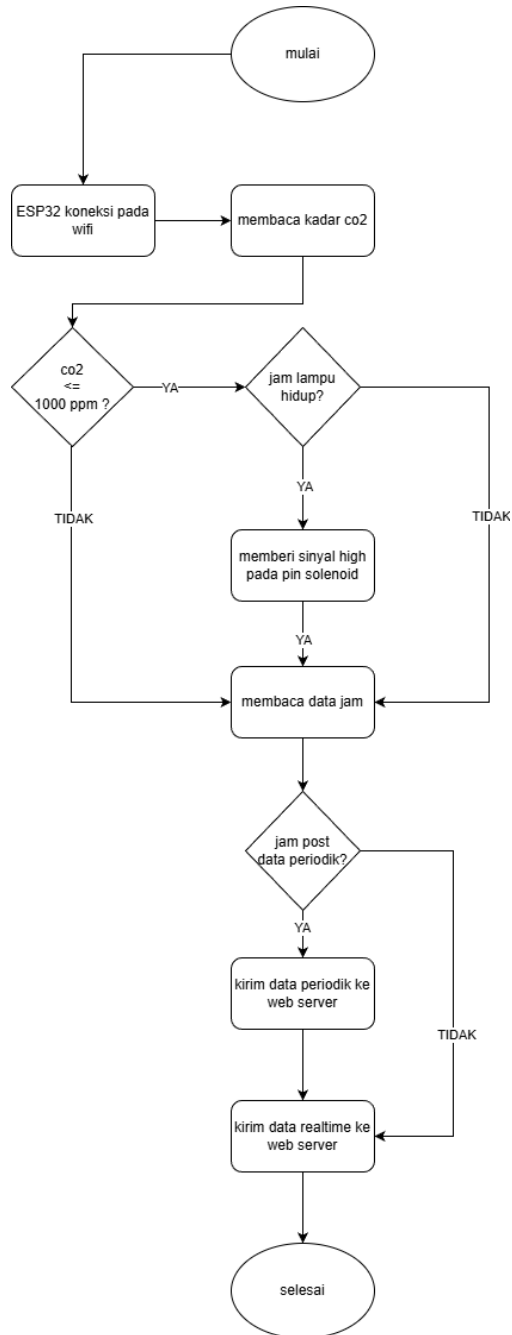 mulai
ESP32 koneksi pada
wifi
membaca kadar co2
co2
<=
1000 ppm ?
YA
jam lampu
hidup?
YA
TIDAK
TIDAK
memberi sinyal high
pada pin solenoid
YA
membaca data jam
jam post
data periodik?
YA
kirim data periodik ke
web server
TIDAK
kirim data realtime ke
web server
selesai